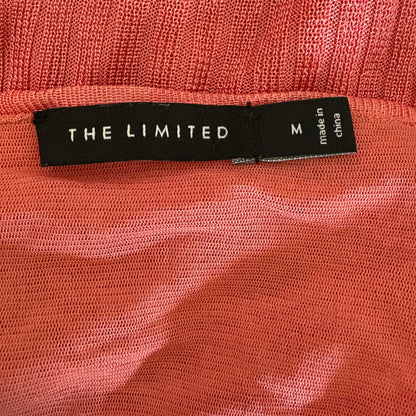 THE LIMITED
M
made in
china